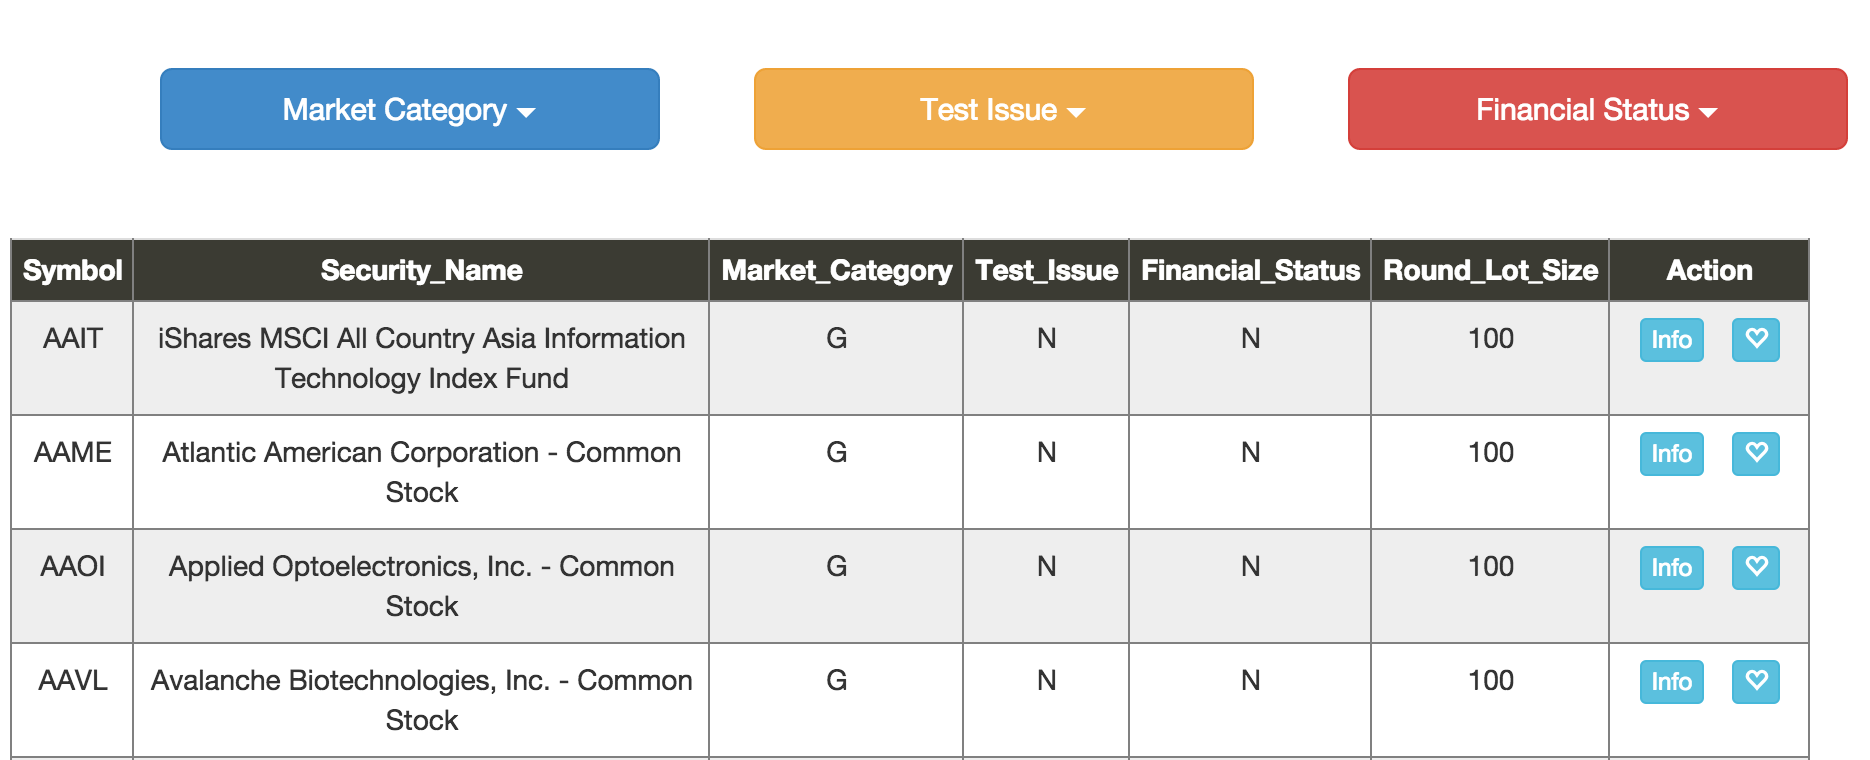 Market Category
Test Issue
Financial Status
Symbol Security_Name Market_Category Test_Issue Financial_Status Round_Lot_Size Action
AAIT iShares MSCI All Country Asia Information G N N 100 Info
Technology Index Fund
AAME Atlantic American Corporation - Common G N N 100 Info
Stock
AAOI Applied Optoelectronics, Inc. - Common G N N 100 Info
Stock
AAVL Avalanche Biotechnologies, Inc. - Common G N N 100 Info
Stock